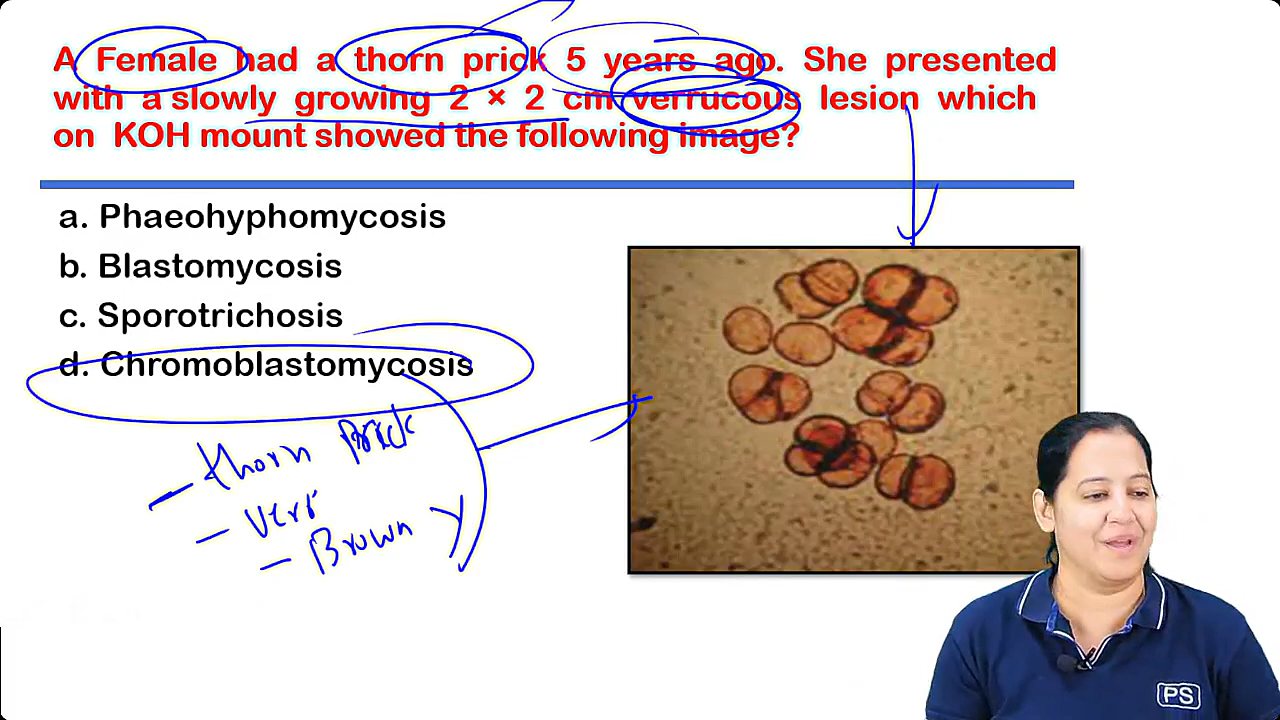 A Female had a thorn prick 5 years ago. She presented
with a slowly growing 2 × 2 cm verrucous lesion which
on KOH mount showed the following image?
a. Phaeohyphomycosis
b. Blastomycosis
c. Sporotrichosis
d. Chromoblastomycosis
- thorn prick
- Verr
- Brown Y
PS